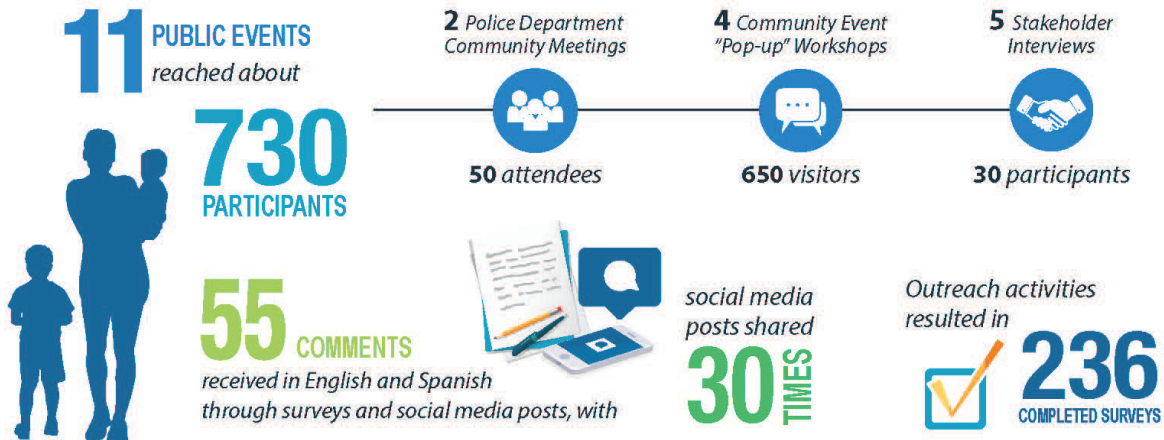 11 PUBLIC EVENTS
reached about
730
PARTICIPANTS
2 Police Department
Community Meetings
50 attendees
4 Community Event
"Pop-up" Workshops
650 visitors
5 Stakeholder
Interviews
30 participants
55 COMMENTS
received in English and Spanish
through surveys and social media posts, with
social media
posts shared
30 TIMES
Outreach activities
resulted in
236
COMPLETED SURVEYS